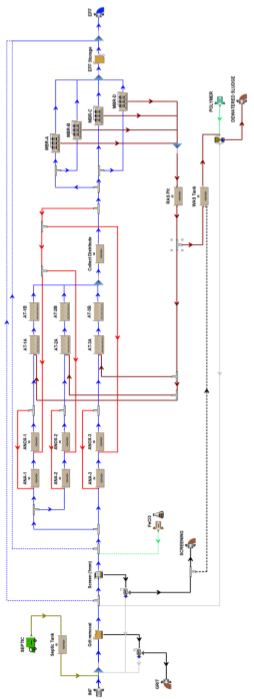 EFF
EFF Storage
MBR-D
MBR-C
MBR-B
MBR-A
POLYMER
DEWATERED SLUDGE
RAS Pit
WAS Tank
Collect Distribute
AT-1B
AT-2B
AT-3B
AT-1A
AT-2A
AT-3A
ANOX-1
ANOX-2
ANOX-3
ANA-1
ANA-2
ANA-3
FeCl3
Screen (1mm)
SCREENING
SEPTIC
Septic Tank
Grit removal
GRIT
INF